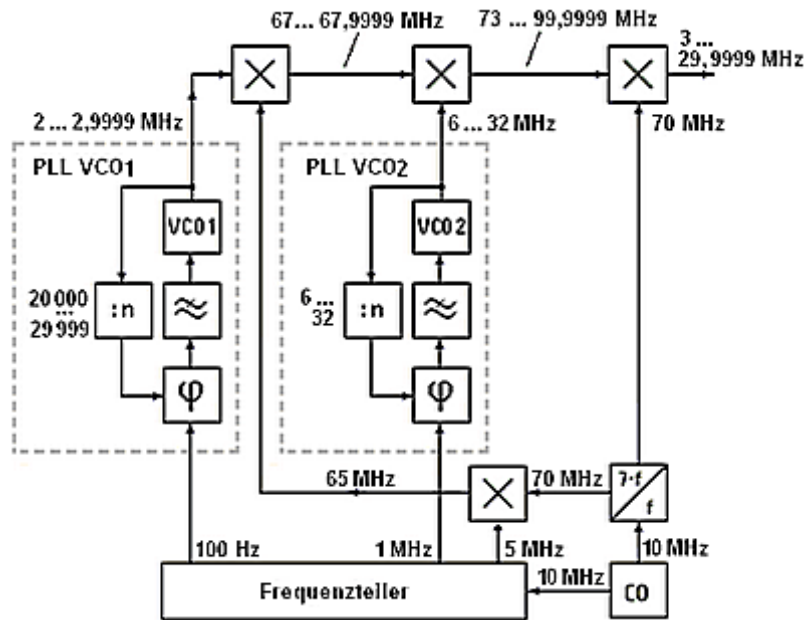 67... 67,9999 MHz
73 ... 99,9999 MHz
3 ...
29,9999 MHz
2 ... 2,9999 MHz
6 ... 32 MHz
70 MHz
PLL VCO1
PLL VCO2
VCO1
VCO2
20 000
...
29 999
:n
6 ...
32
:n
φ
φ
65 MHz
70 MHz
7·f
f
100 Hz
1 MHz
5 MHz
10 MHz
Frequenzteller
10 MHz
CO